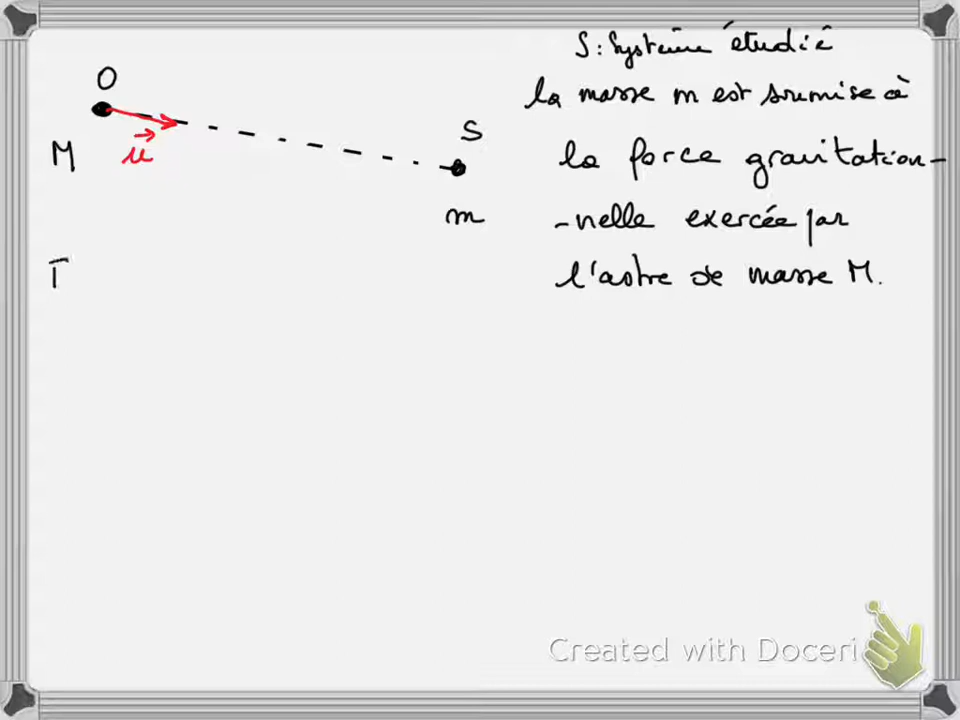 S : Système étudié
la masse m est soumise à
la force gravitation-
-nelle exercée par
l'astre de masse M.
O
S
M
u
m
Created with Doceri